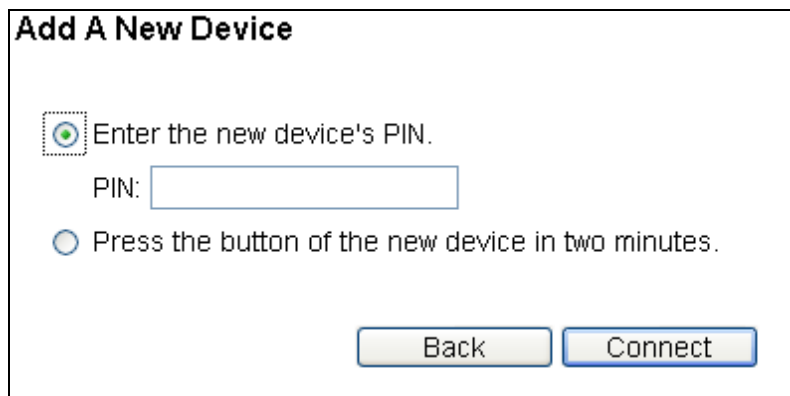 Add A New Device
Enter the new device's PIN.
PIN:
Press the button of the new device in two minutes.
Back Connect